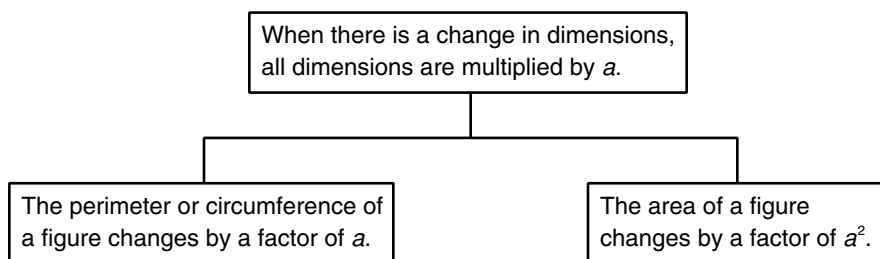 When there is a change in dimensions,
all dimensions are multiplied by a.
The perimeter or circumference of
a figure changes by a factor of a.
The area of a figure
changes by a factor of a².